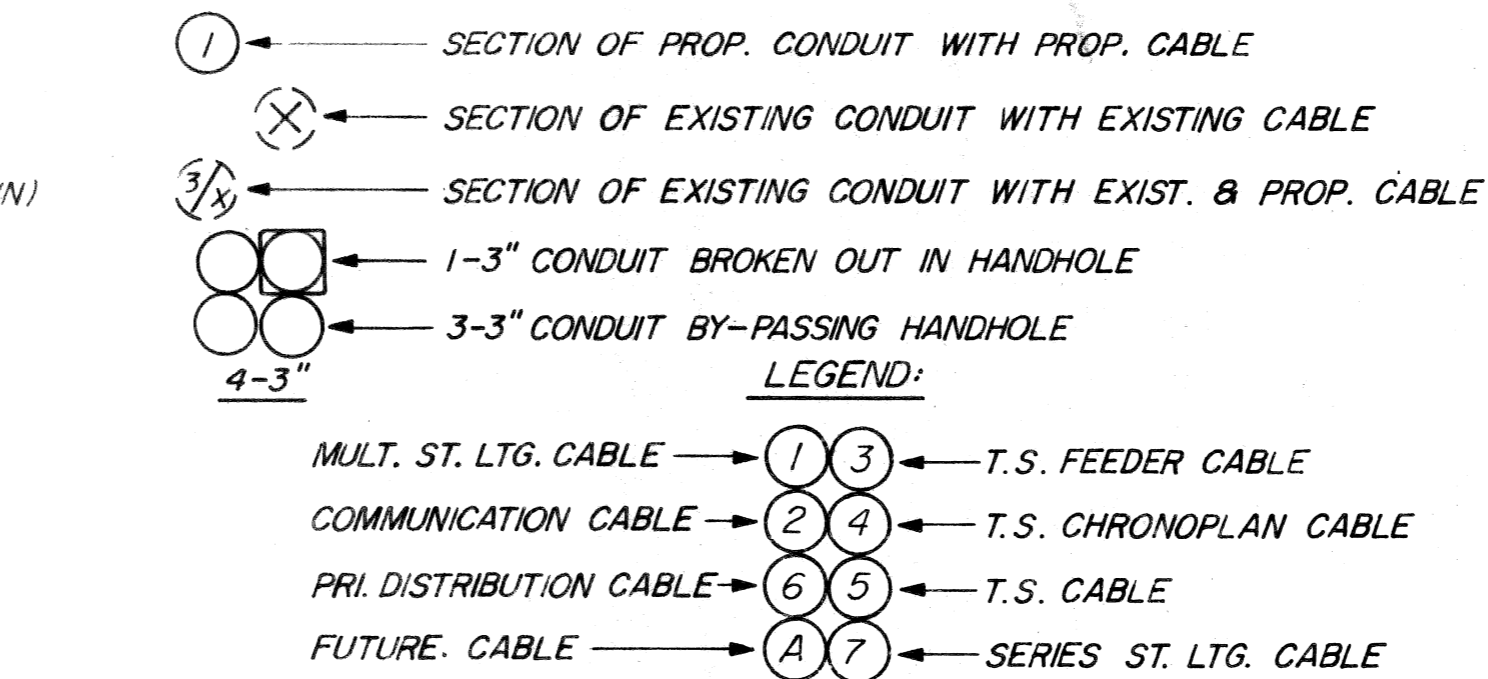 1 SECTION OF PROP. CONDUIT WITH PROP. CABLE
X SECTION OF EXISTING CONDUIT WITH EXISTING CABLE
N) 3/X SECTION OF EXISTING CONDUIT WITH EXIST. & PROP. CABLE
1-3" CONDUIT BROKEN OUT IN HANDHOLE
3-3" CONDUIT BY-PASSING HANDHOLE
4-3" LEGEND:
MULT. ST. LTG. CABLE 1 3 T.S. FEEDER CABLE
COMMUNICATION CABLE 2 4 T.S. CHRONOPLAN CABLE
PRI. DISTRIBUTION CABLE 6 5 T.S. CABLE
FUTURE. CABLE A 7 SERIES ST. LTG. CABLE